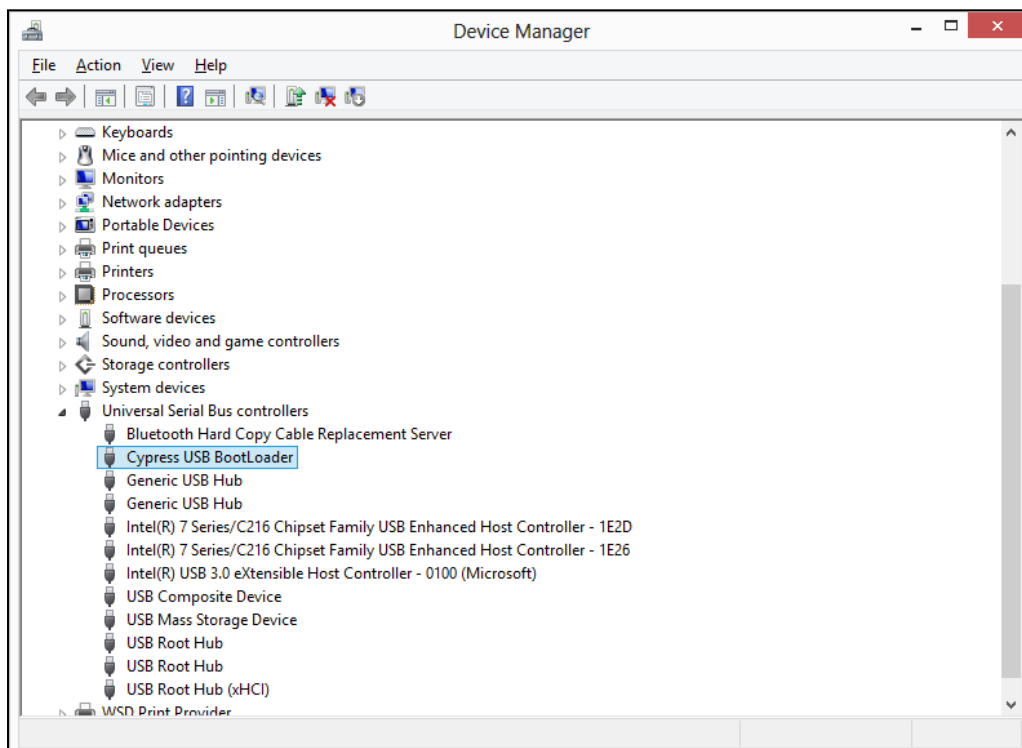 Device Manager
File Action View Help
Keyboards
Mice and other pointing devices
Monitors
Network adapters
Portable Devices
Print queues
Printers
Processors
Software devices
Sound, video and game controllers
Storage controllers
System devices
Universal Serial Bus controllers
Bluetooth Hard Copy Cable Replacement Server
Cypress USB BootLoader
Generic USB Hub
Generic USB Hub
Intel(R) 7 Series/C216 Chipset Family USB Enhanced Host Controller - 1E2D
Intel(R) 7 Series/C216 Chipset Family USB Enhanced Host Controller - 1E26
Intel(R) USB 3.0 eXtensible Host Controller - 0100 (Microsoft)
USB Composite Device
USB Mass Storage Device
USB Root Hub
USB Root Hub
USB Root Hub (xHCI)
WSD Print Provider